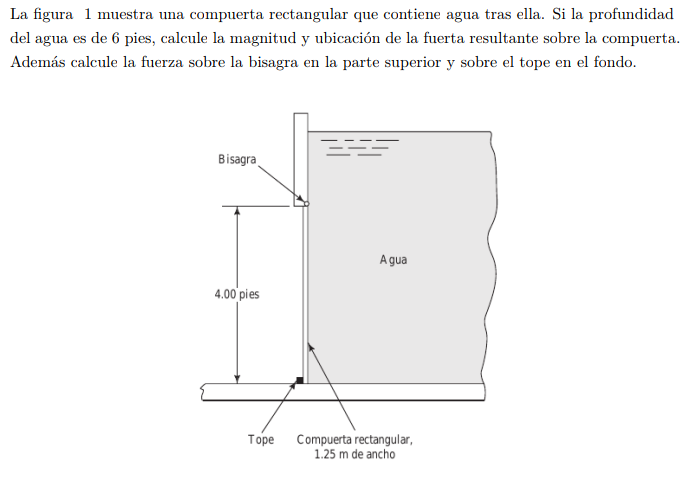 La figura 1 muestra una compuerta rectangular que contiene agua tras ella. Si la profundidad
del agua es de 6 pies, calcule la magnitud y ubicación de la fuerta resultante sobre la compuerta.
Además calcule la fuerza sobre la bisagra en la parte superior y sobre el tope en el fondo.
Bisagra
Agua
4.00 pies
Tope
Compuerta rectangular,
1.25 m de ancho